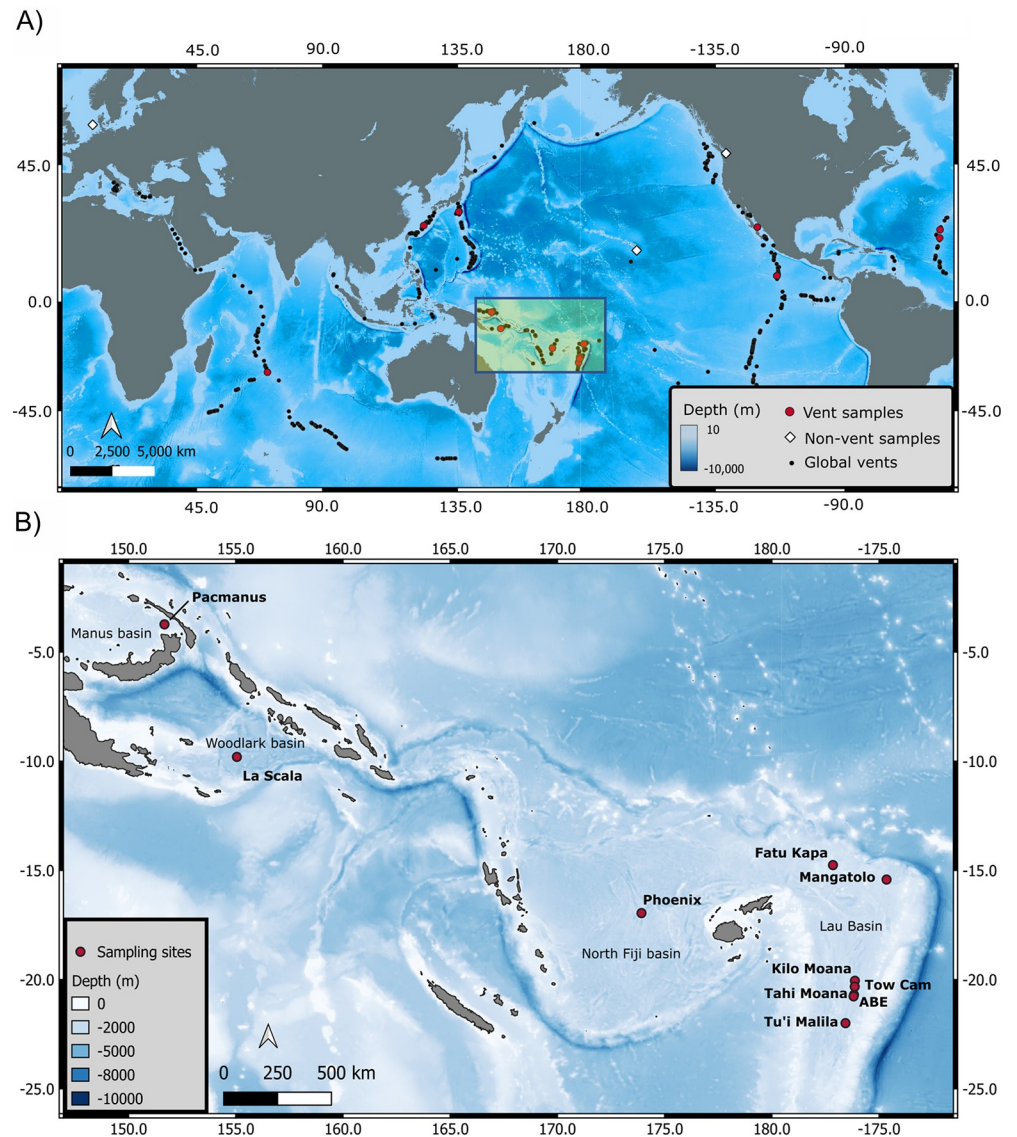 A)
45.0 90.0 135.0 180.0 -135.0 -90.0
45.0 45.0
0.0 0.0
-45.0 -45.0
0 2,500 5,000 km
Depth (m)
10
-10,000
Vent samples
Non-vent samples
Global vents
45.0 90.0 135.0 180.0 -135.0 -90.0
B)
150.0 155.0 160.0 165.0 170.0 175.0 180.0 -175.0
Pacmanus
Manus basin
-5.0 -5.0
Woodlark basin
La Scala
-10.0 -10.0
Fatu Kapa
Mangatolo
-15.0 -15.0
Phoenix
Lau Basin
North Fiji basin
Kilo Moana
Tow Cam
Tahi Moana
ABE
Tu'i Malila
-20.0 -20.0
Sampling sites
Depth (m)
0
-2000
-5000
-8000
-10000
0 250 500 km
-25.0 -25.0
150.0 155.0 160.0 165.0 170.0 175.0 180.0 -175.0